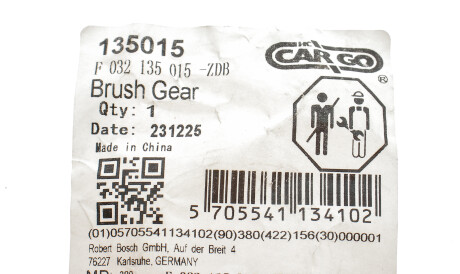 135015
HC CARGO ®
F 032 135 015 -ZDB
Brush Gear
Qty: 1
Date: 231225
Made in China
5 705541 134102
(01)05705541134102(90)380(422)156(30)000001
Robert Bosch GmbH, Auf der Breit 4
76227 Karlsruhe, GERMANY